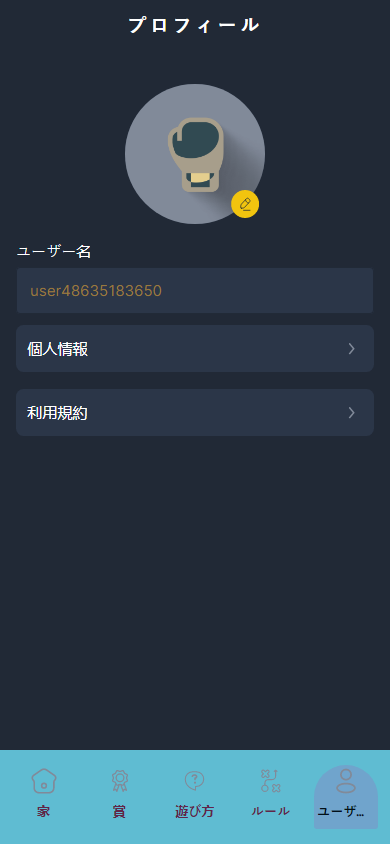 プロフィール
ユーザー名
user48635183650
個人情報
利用規約
家
賞
遊び方
ルール
ユーザ...